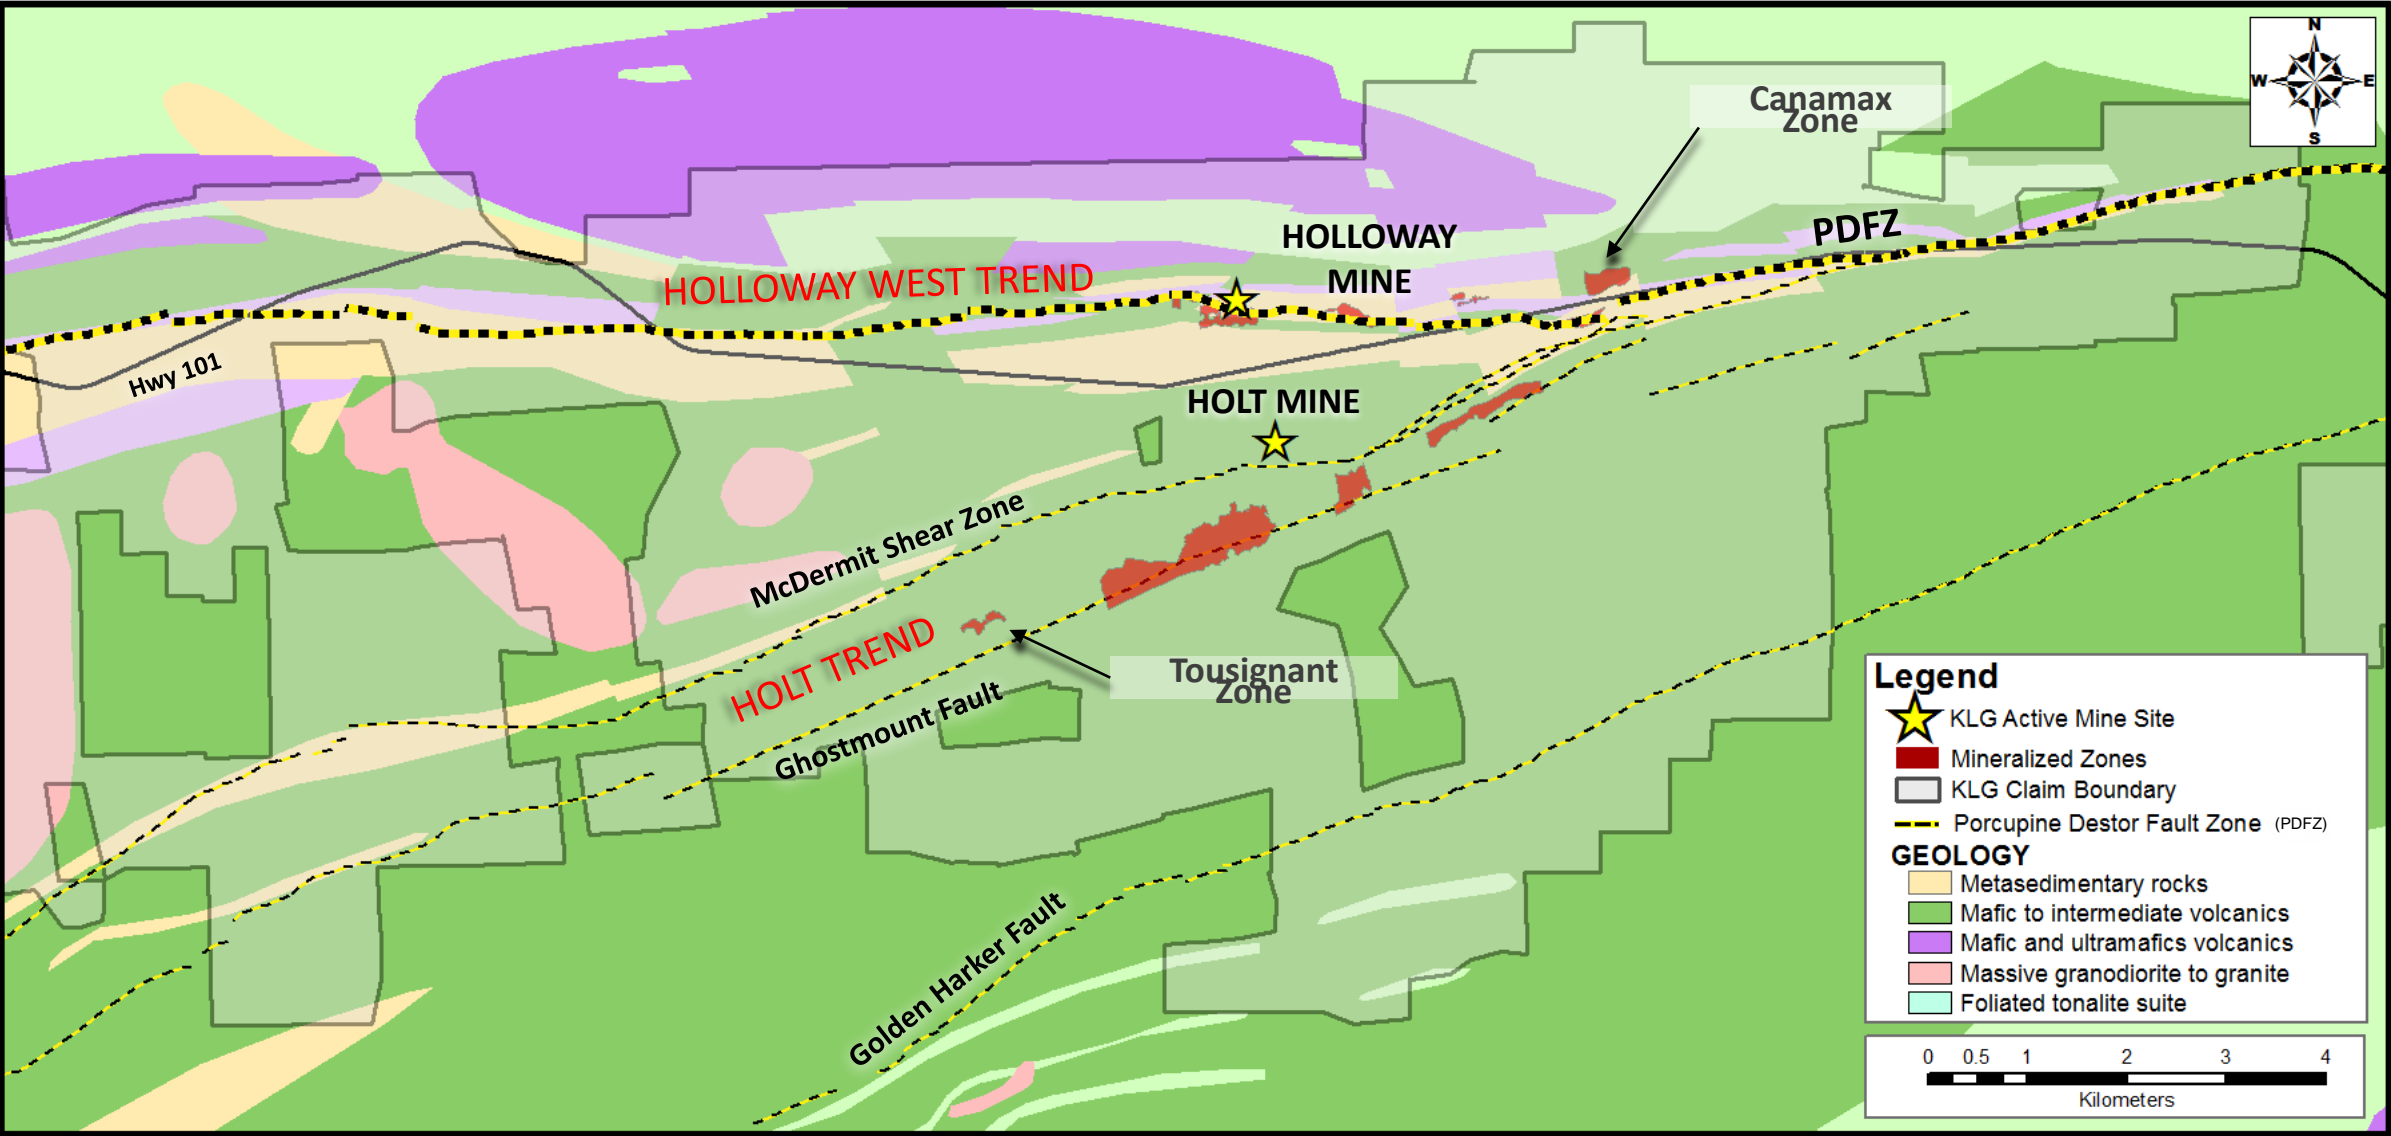 N
W E
S
Canamax
Zone
PDFZ
HOLLOWAY
MINE
HOLLOWAY WEST TREND
Hwy 101
HOLT MINE
McDermit Shear Zone
HOLT TREND
Tousignant
Zone
Ghostmount Fault
Golden Harker Fault
Legend
KLG Active Mine Site
Mineralized Zones
KLG Claim Boundary
Porcupine Destor Fault Zone (PDFZ)
GEOLOGY
Metasedimentary rocks
Mafic to intermediate volcanics
Mafic and ultramafics volcanics
Massive granodiorite to granite
Foliated tonalite suite
0 0.5 1 2 3 4
Kilometers